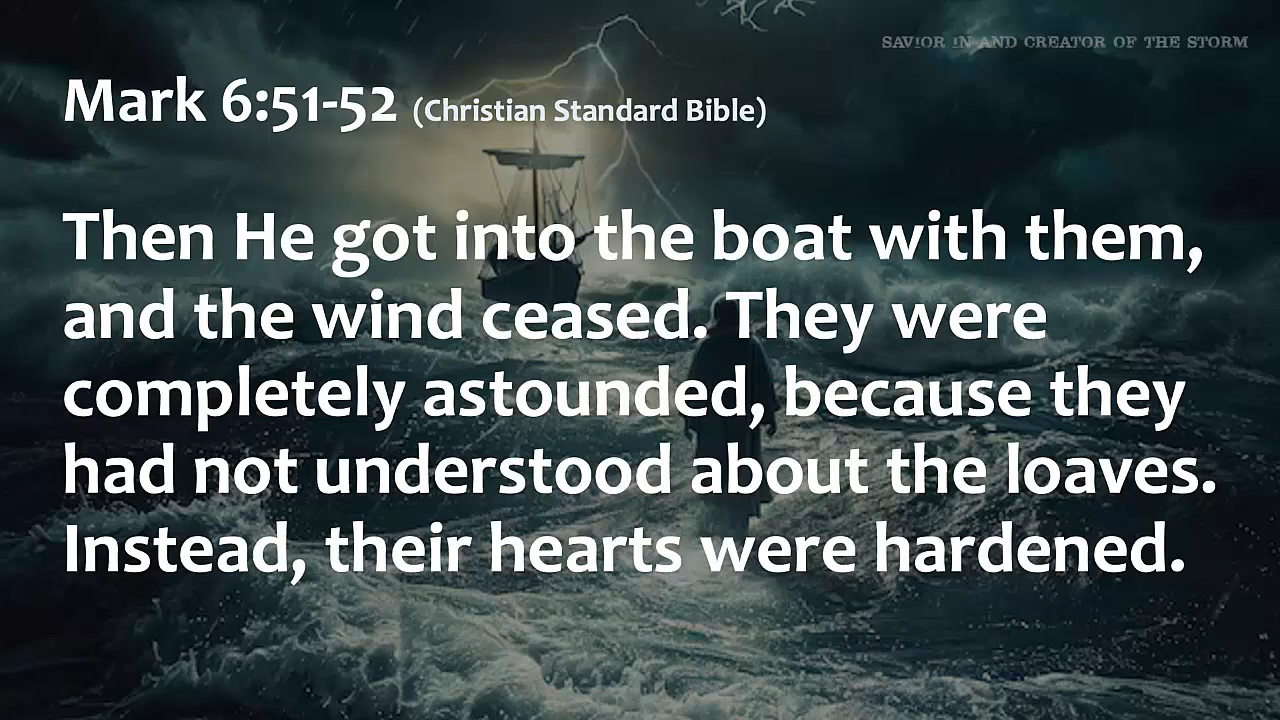 SAVIOR IN AND CREATOR OF THE STORM
Mark 6:51-52 (Christian Standard Bible)
Then He got into the boat with them,
and the wind ceased. They were
completely astounded, because they
had not understood about the loaves.
Instead, their hearts were hardened.